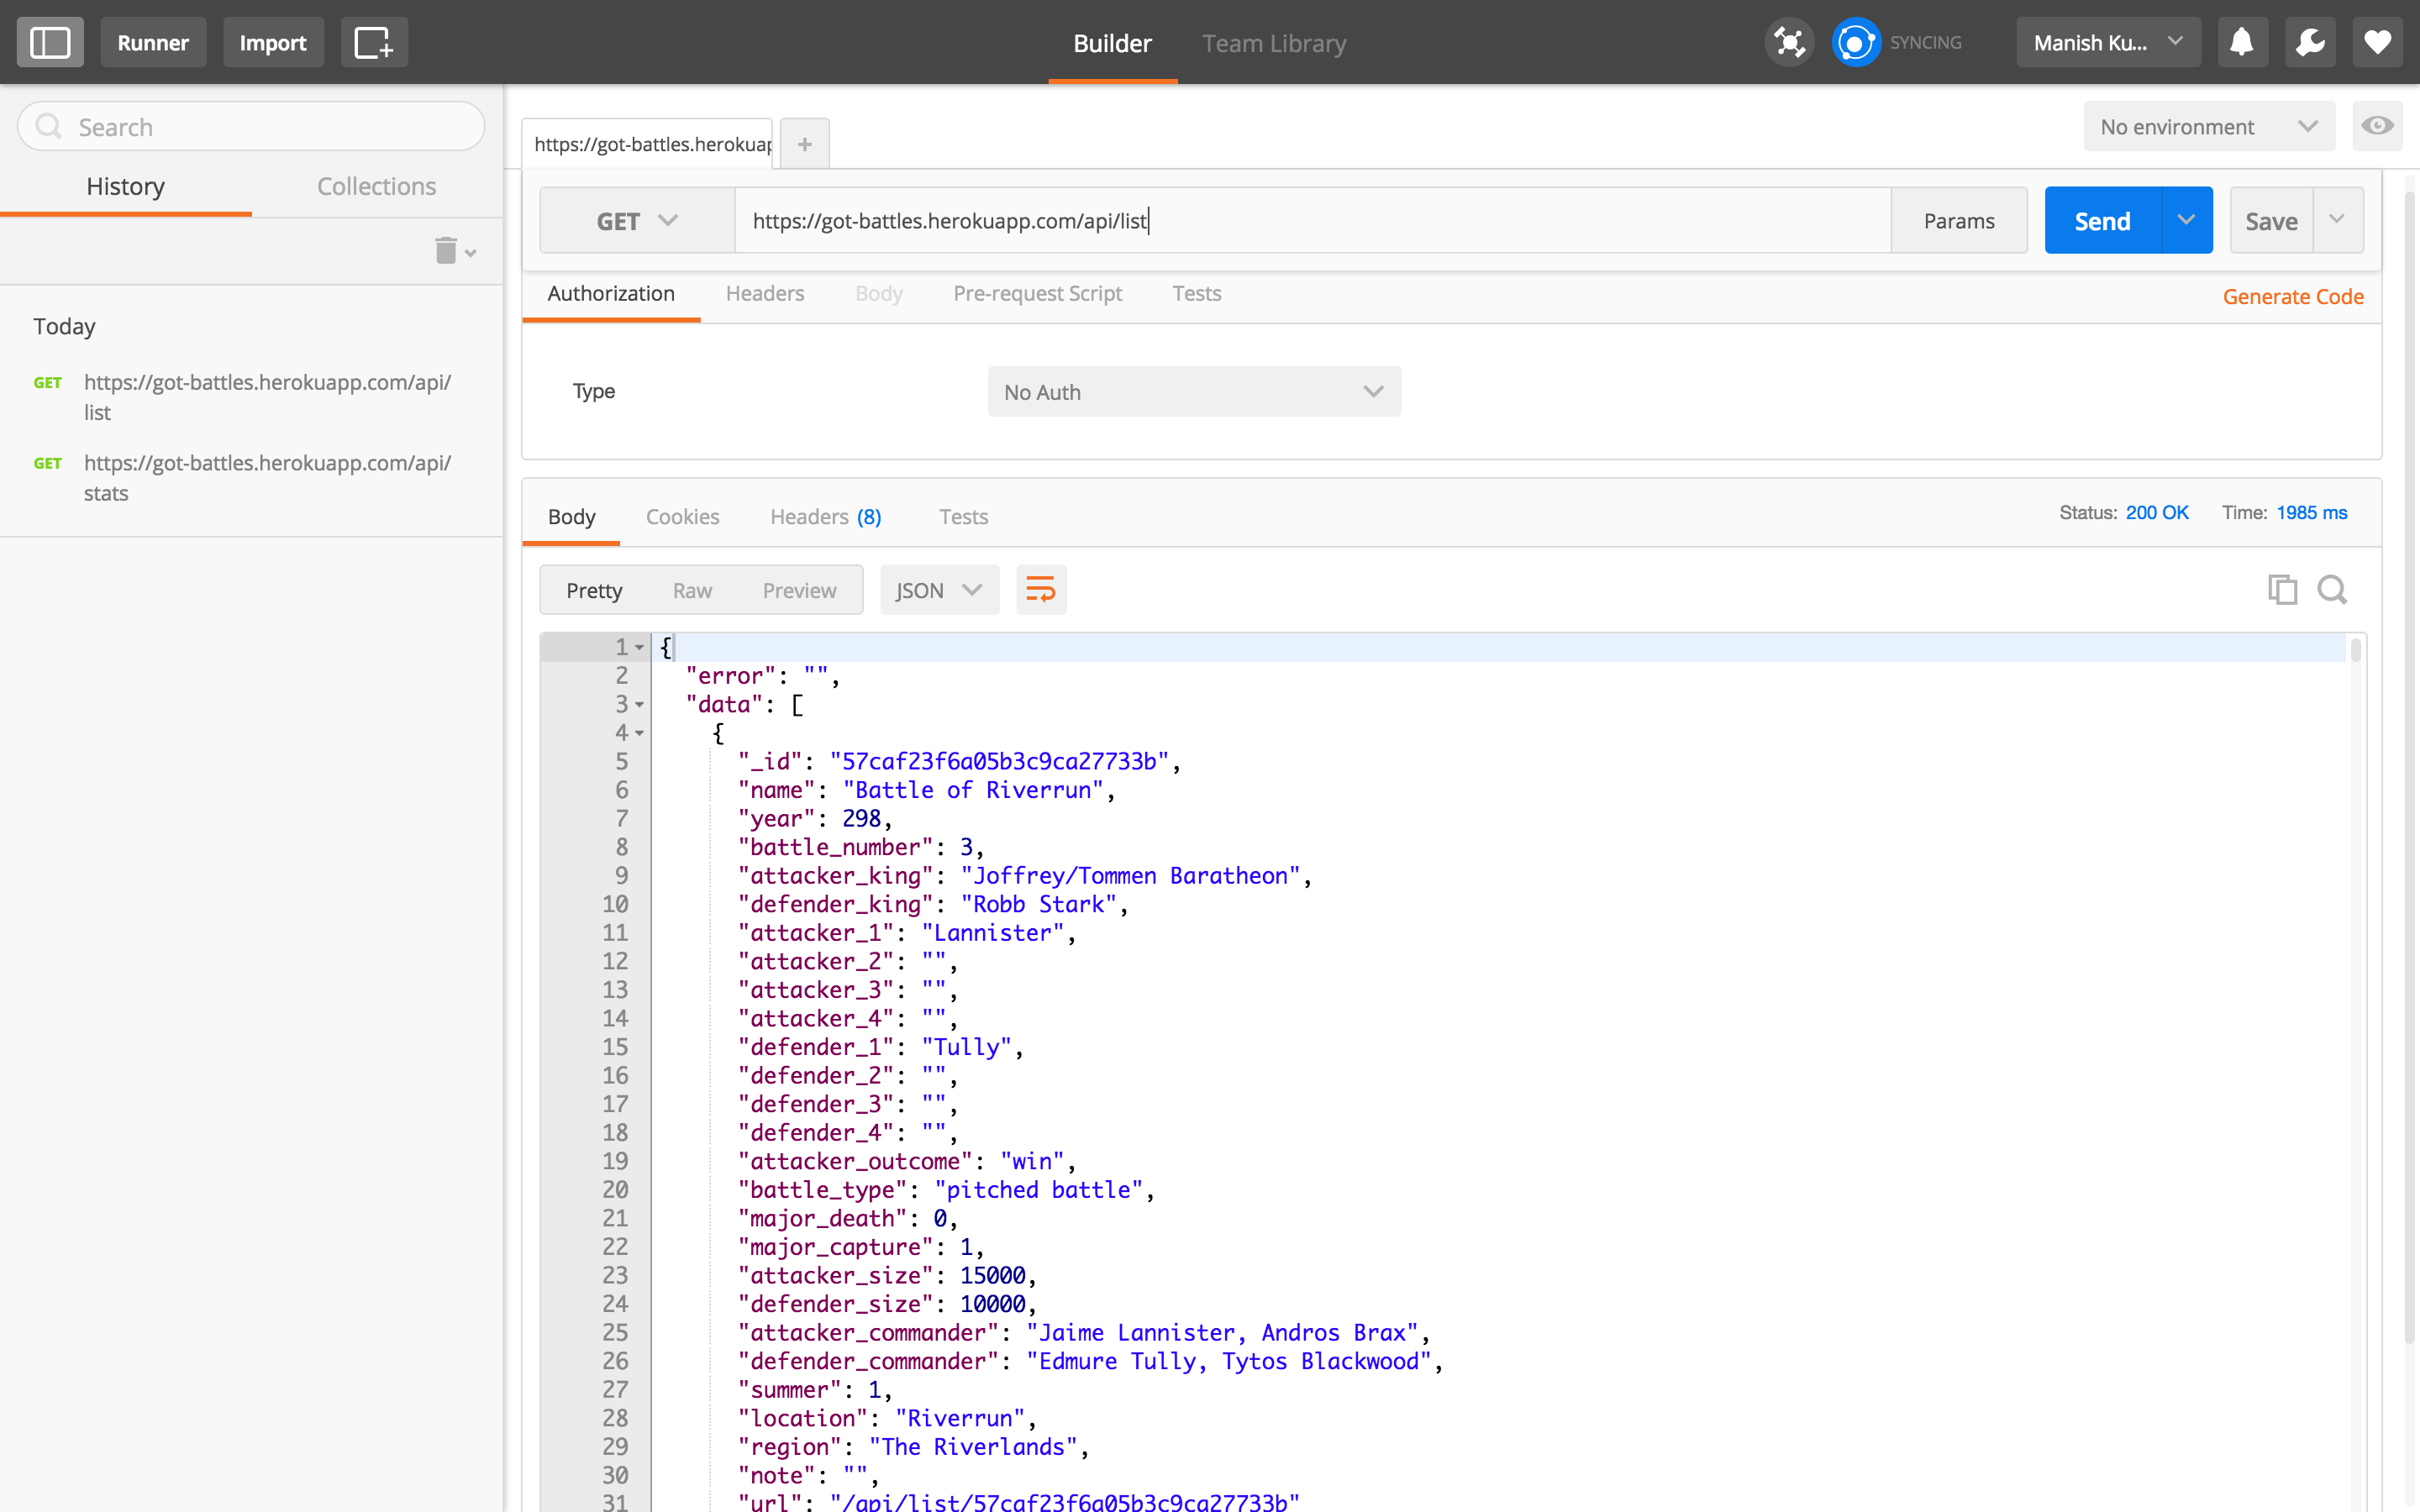 Runner
Import
Builder
Team Library
SYNCING
Manish Ku...
Search
History
Collections
Today
GET https://got-battles.herokuapp.com/api/
list
GET https://got-battles.herokuapp.com/api/
stats
https://got-battles.herokuap
+
No environment
GET
https://got-battles.herokuapp.com/api/list
Params
Send
Save
Authorization
Headers
Body
Pre-request Script
Tests
Generate Code
Type
No Auth
Body
Cookies
Headers (8)
Tests
Status: 200 OK
Time: 1985 ms
Pretty
Raw
Preview
JSON
1 {
2 "error": "",
3 "data": [
4 {
5 "_id": "57caf23f6a05b3c9ca27733b",
6 "name": "Battle of Riverrun",
7 "year": 298,
8 "battle_number": 3,
9 "attacker_king": "Joffrey/Tommen Baratheon",
10 "defender_king": "Robb Stark",
11 "attacker_1": "Lannister",
12 "attacker_2": "",
13 "attacker_3": "",
14 "attacker_4": "",
15 "defender_1": "Tully",
16 "defender_2": "",
17 "defender_3": "",
18 "defender_4": "",
19 "attacker_outcome": "win",
20 "battle_type": "pitched battle",
21 "major_death": 0,
22 "major_capture": 1,
23 "attacker_size": 15000,
24 "defender_size": 10000,
25 "attacker_commander": "Jaime Lannister, Andros Brax",
26 "defender_commander": "Edmure Tully, Tytos Blackwood",
27 "summer": 1,
28 "location": "Riverrun",
29 "region": "The Riverlands",
30 "note": "",
31 "url": "/api/list/57caf23f6a05b3c9ca27733b"